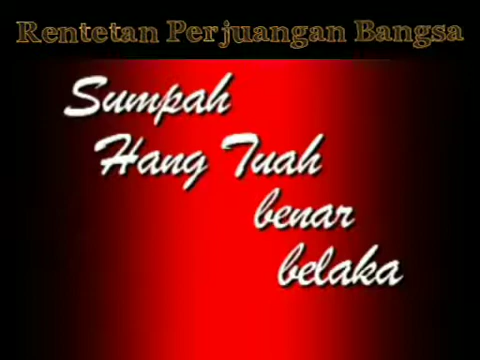 Rentetan Perjuangan Bangsa
Sumpah
Hang Tuah
benar
belaka